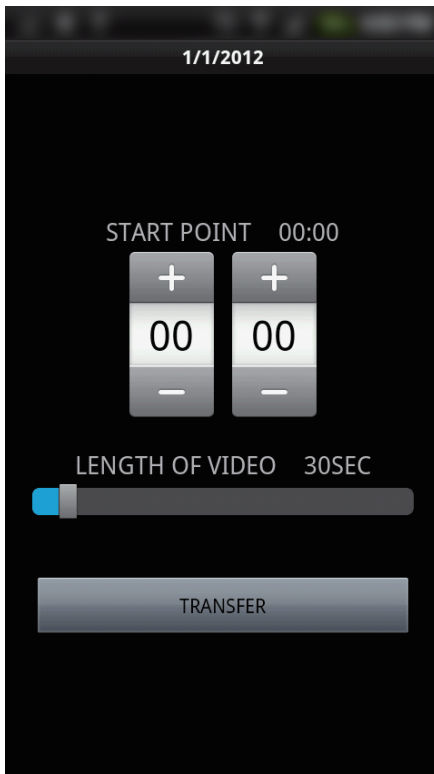 1/1/2012
START POINT 00:00
+ +
00 00
− −
LENGTH OF VIDEO 30SEC
TRANSFER